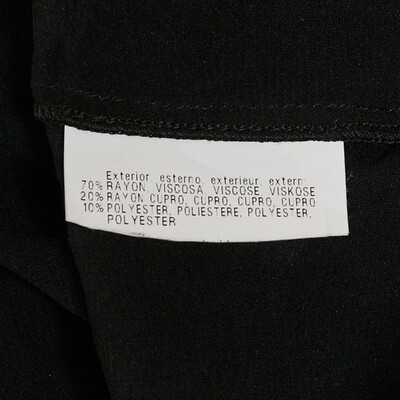 Exterior, esterno, exterieur, extern:
70% RAYON, VISCOSA, VISCOSE, VISKOSE
20% RAYON CUPRO, CUPRO, CUPRO, CUPRO
10% POLYESTER, POLIESTERE, POLYESTER,
POLYESTER